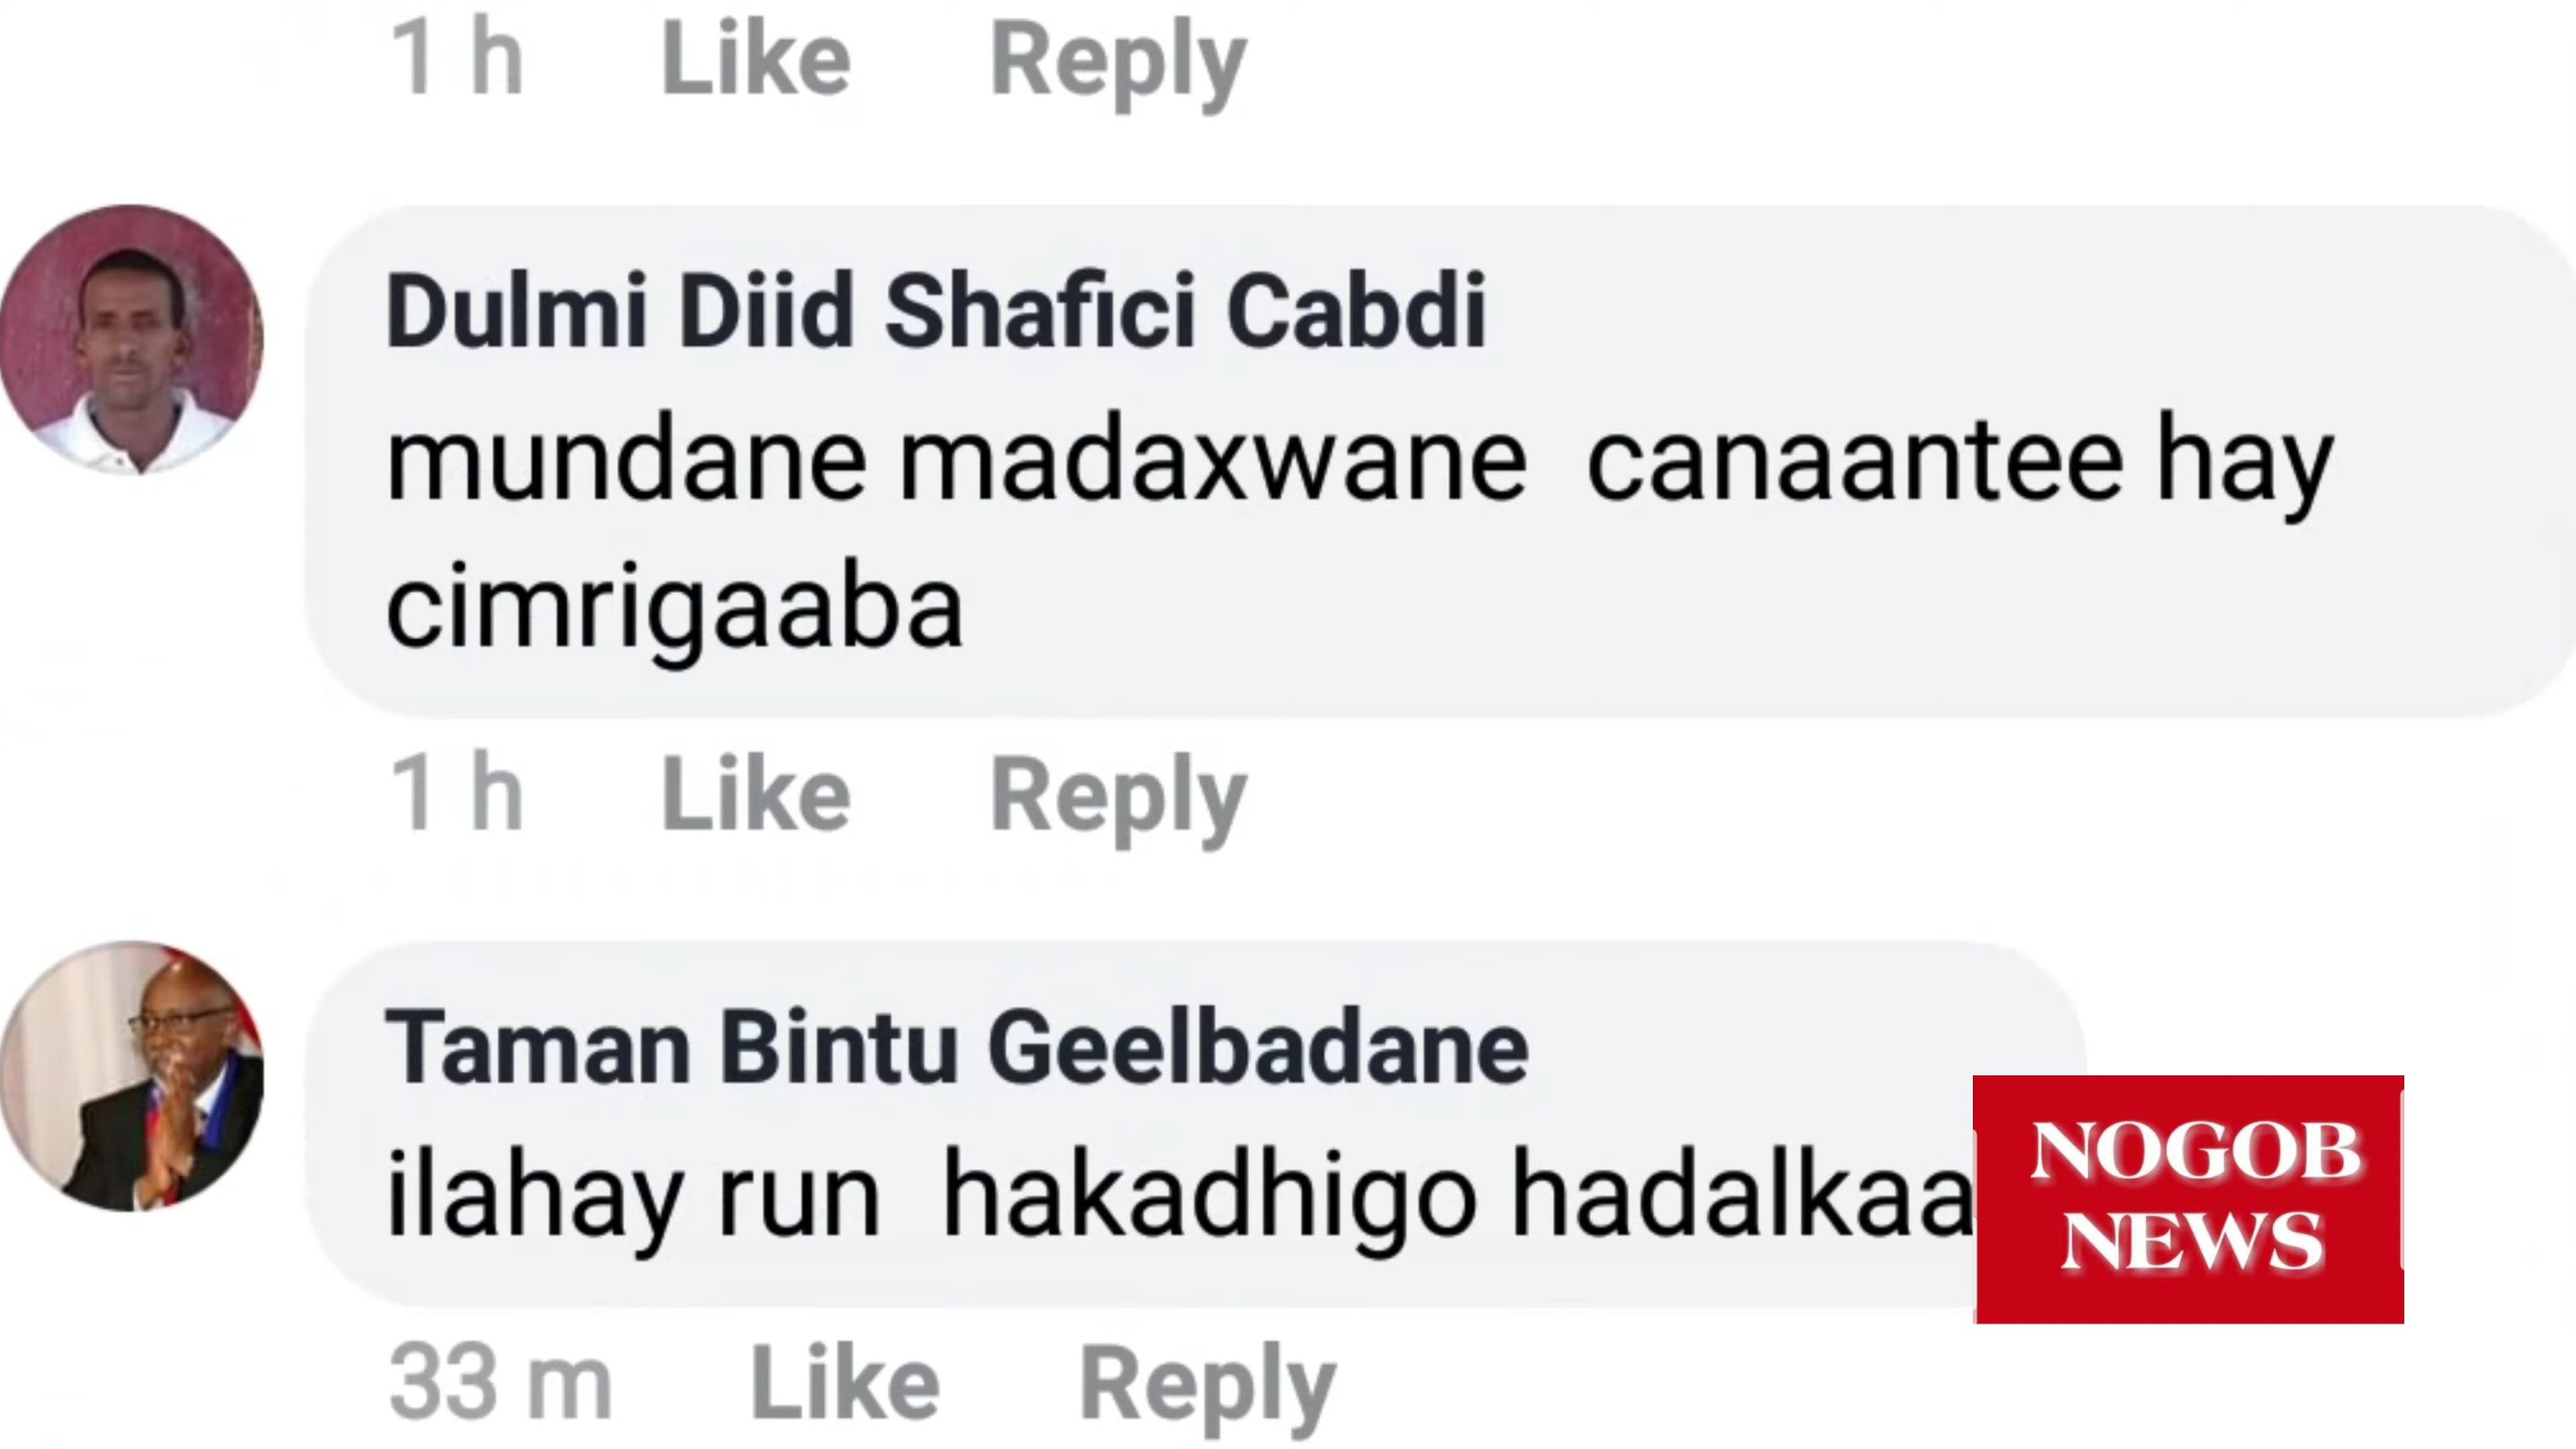 1 h Like Reply
Dulmi Diid Shafici Cabdi
mundane madaxwane canaantee hay
cimrigaaba
1 h Like Reply
Taman Bintu Geelbadane
ilahay run hakadhigo hadalkaa
NOGOB
NEWS
33 m Like Reply